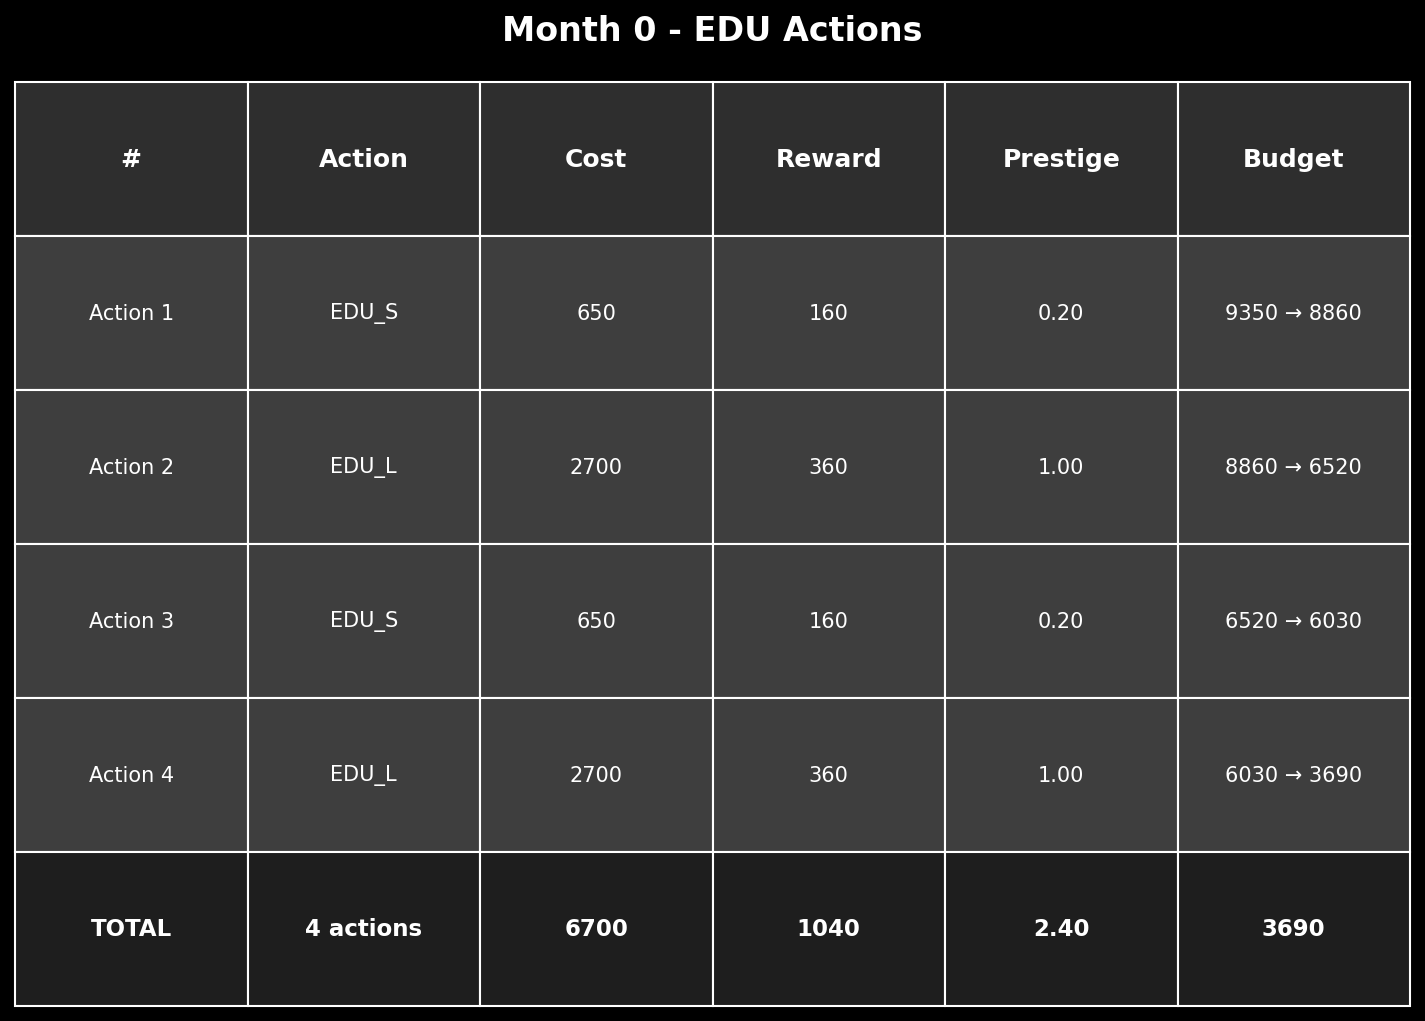 Month 0 - EDU Actions
# Action Cost Reward Prestige Budget
Action 1 EDU_S 650 160 0.20 9350 → 8860
Action 2 EDU_L 2700 360 1.00 8860 → 6520
Action 3 EDU_S 650 160 0.20 6520 → 6030
Action 4 EDU_L 2700 360 1.00 6030 → 3690
TOTAL 4 actions 6700 1040 2.40 3690